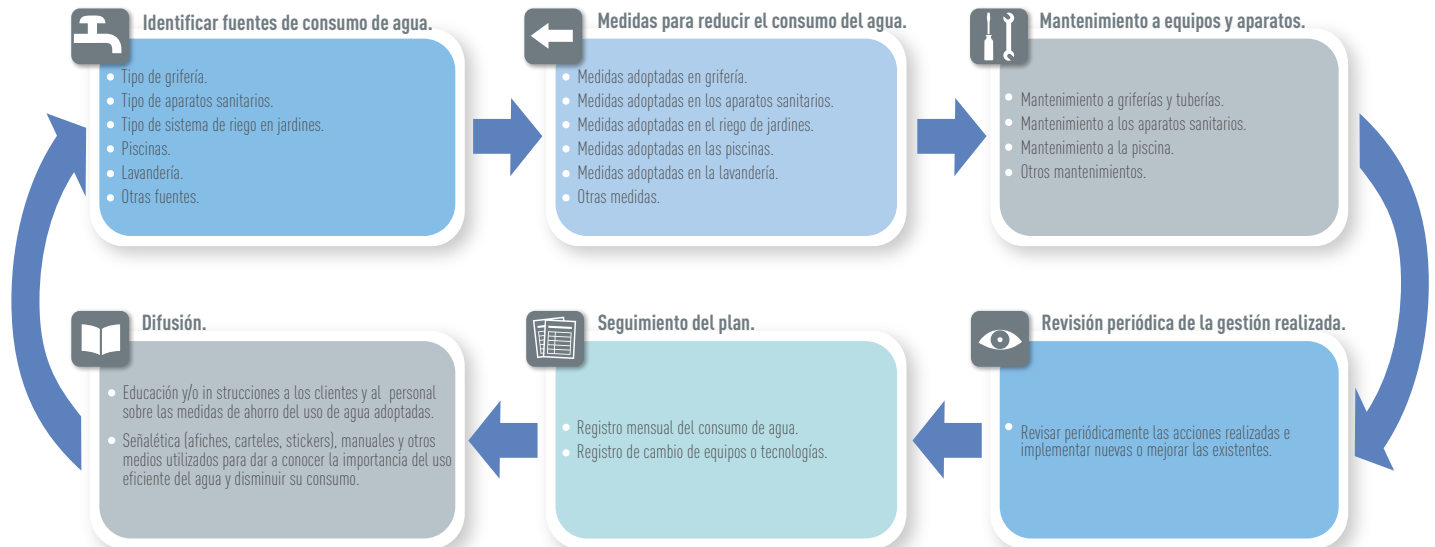 Identificar fuentes de consumo de agua.
Tipo de grifería.
Tipo de aparatos sanitarios.
Tipo de sistema de riego en jardines.
Piscinas.
Lavandería.
Otras fuentes.
Medidas para reducir el consumo del agua.
Medidas adoptadas en grifería.
Medidas adoptadas en los aparatos sanitarios.
Medidas adoptadas en el riego de jardines.
Medidas adoptadas en las piscinas.
Medidas adoptadas en la lavandería.
Otras medidas.
Mantenimiento a equipos y aparatos.
Mantenimiento a griferías y tuberías.
Mantenimiento a los aparatos sanitarios.
Mantenimiento a la piscina.
Otros mantenimientos.
Revisión periódica de la gestión realizada.
Revisar periódicamente las acciones realizadas e
implementar nuevas o mejorar las existentes.
Seguimiento del plan.
Registro mensual del consumo de agua.
Registro de cambio de equipos o tecnologías.
Difusión.
Educación y/o in strucciones a los clientes y al personal
sobre las medidas de ahorro del uso de agua adoptadas.
Señalética (afiches, carteles, stickers), manuales y otros
medios utilizados para dar a conocer la importancia del uso
eficiente del agua y disminuir su consumo.